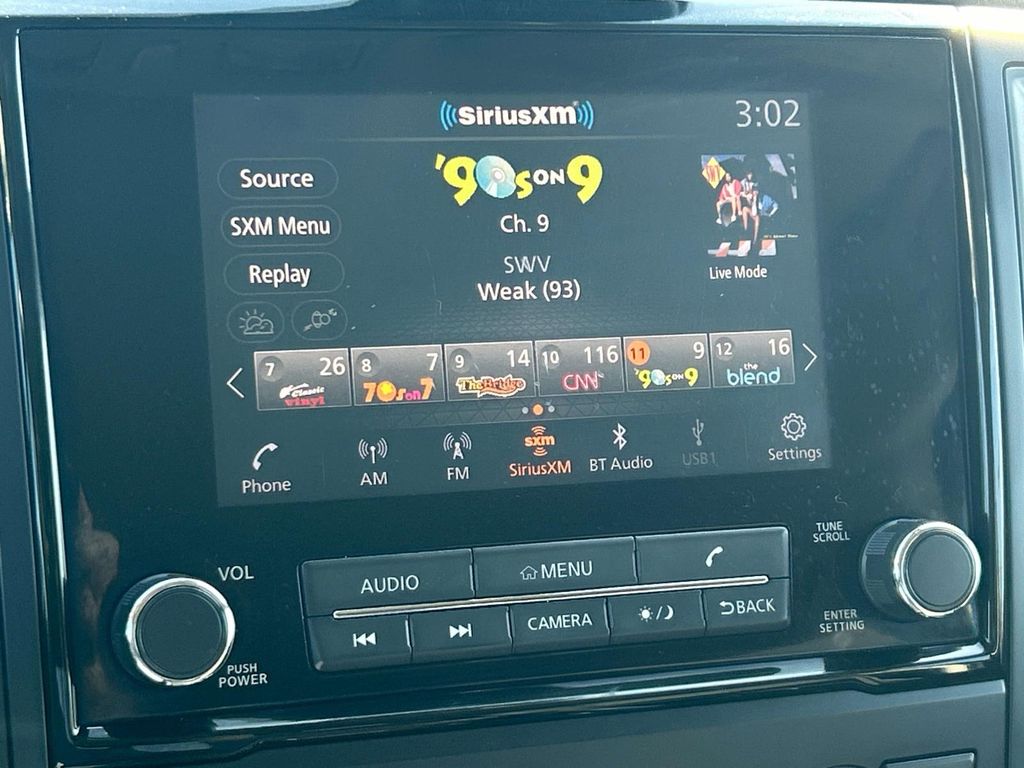 SiriusXM
3:02
Source
'90s ON 9
SXM Menu
Ch. 9
Replay
SWV
Weak (93)
Live Mode
7 26 Classic vinyl
8 7 70s on 7
9 14 The Bridge
10 116 CNN
11 9 '90s ON 9
12 16 the blend
Phone
AM
FM
sxm
SiriusXM
BT Audio
USB1
Settings
VOL
PUSH
POWER
AUDIO
MENU
CAMERA
BACK
TUNE
SCROLL
ENTER
SETTING